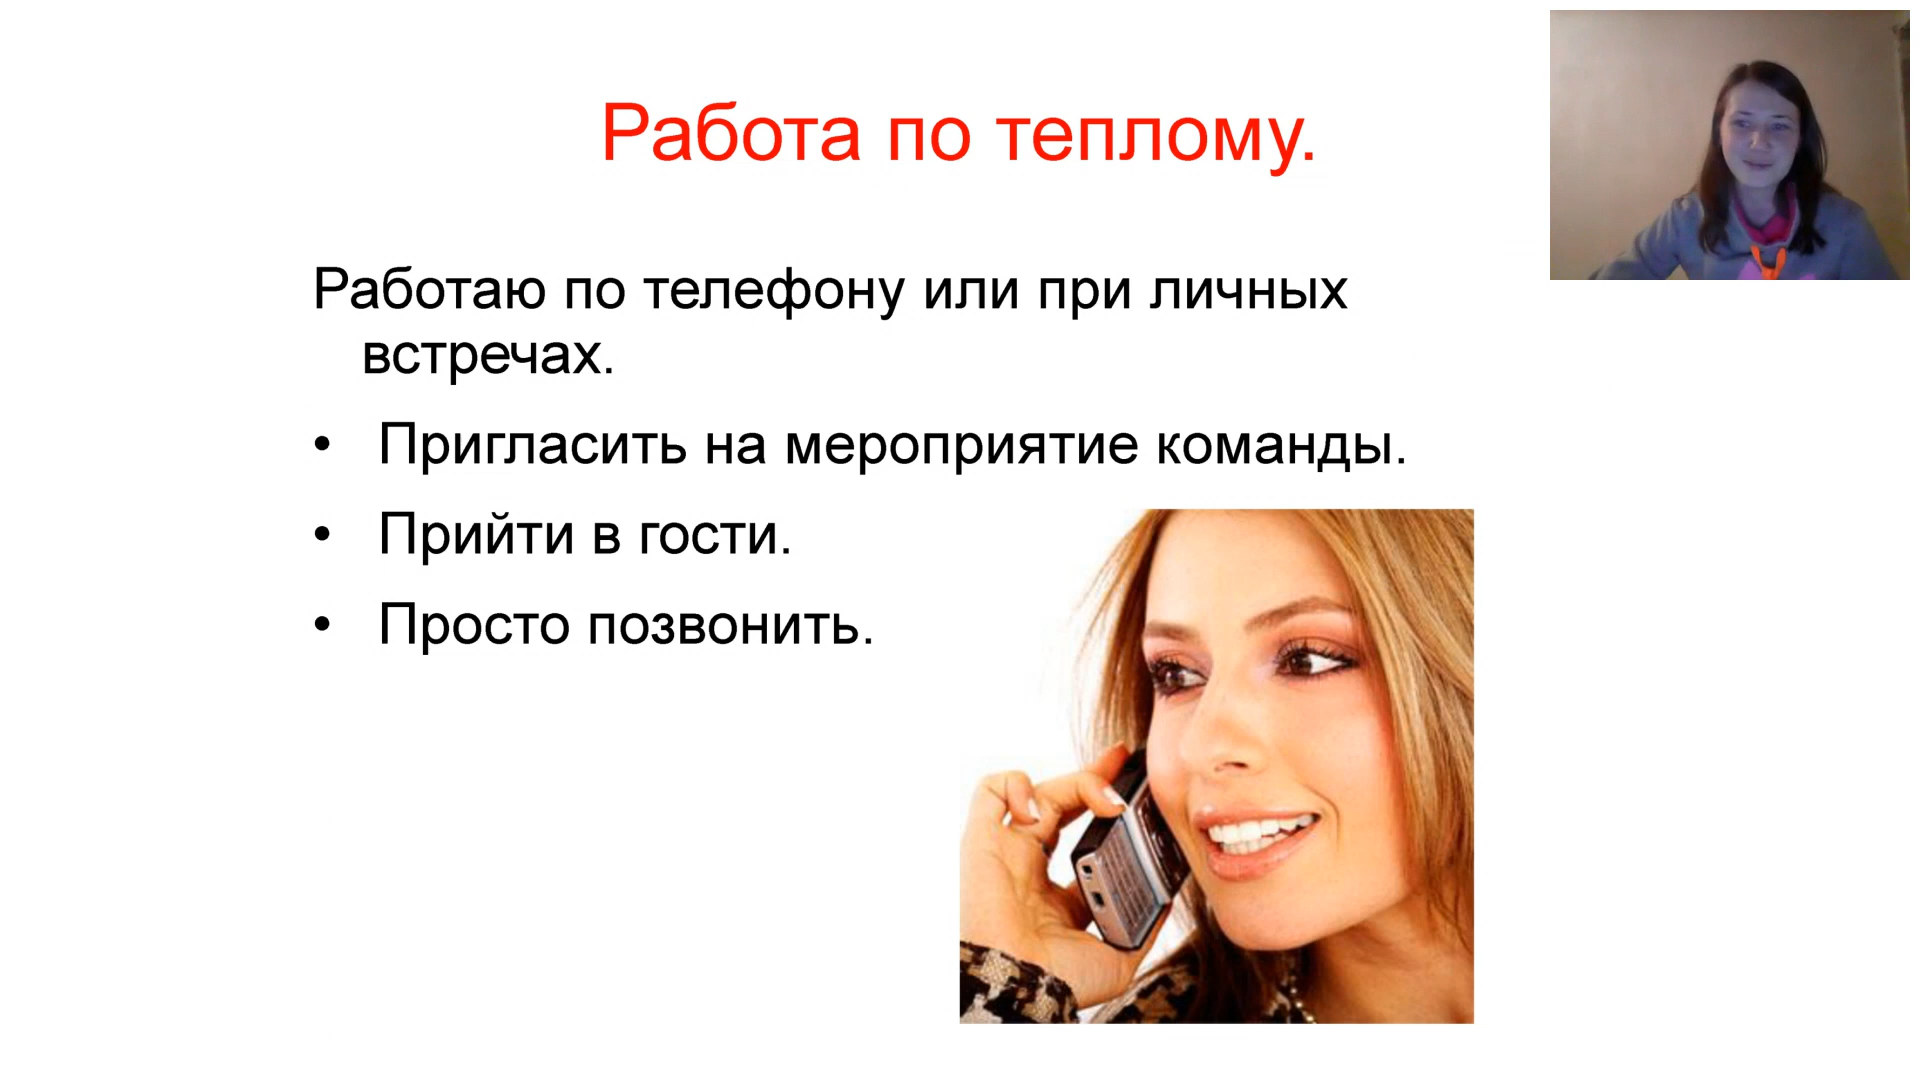 Работа по теплому.
Работаю по телефону или при личных
встречах.
• Пригласить на мероприятие команды.
• Прийти в гости.
• Просто позвонить.